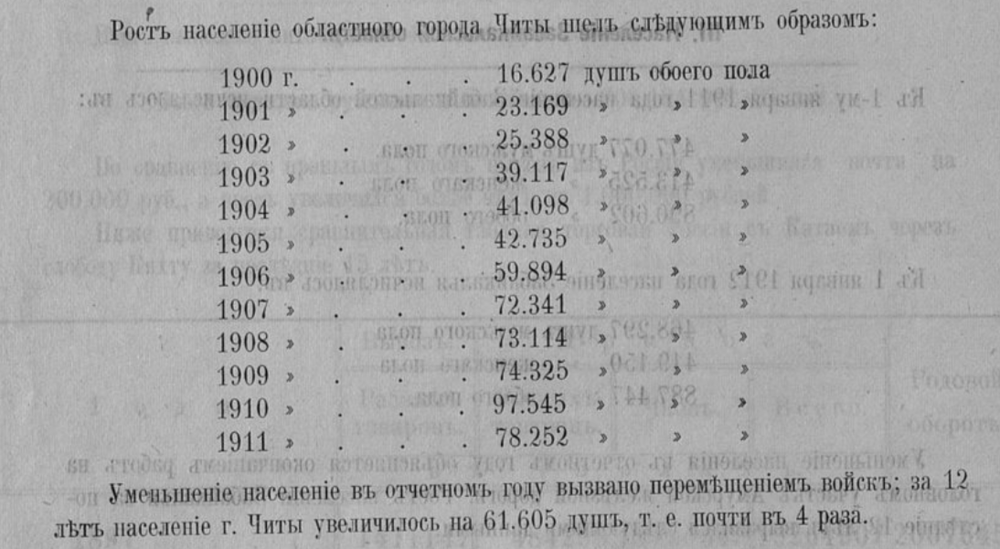 Ростъ населеніе областного города Читы шелъ слѣдующимъ образомъ:
1900 г. . . . 16.627 душъ обоего пола
1901 » . . . 23.169 » » »
1902 » . . . 25.388 » » »
1903 » . . . 39.117 » » »
1904 » . . . 41.098 » » »
1905 » . . . 42.735 » » »
1906 » . . . 59.894 » » »
1907 » . . . 72.341 » » »
1908 » . . . 73.114 » » »
1909 » . . . 74.325 » » »
1910 » . . . 97.545 » » »
1911 » . . . 78.252 » » »
Уменьшеніе населеніе въ отчетномъ году вызвано перемѣщеніемъ войскъ; за 12
лѣтъ населеніе г. Читы увеличилось на 61.605 душъ, т. е. почти въ 4 раза.